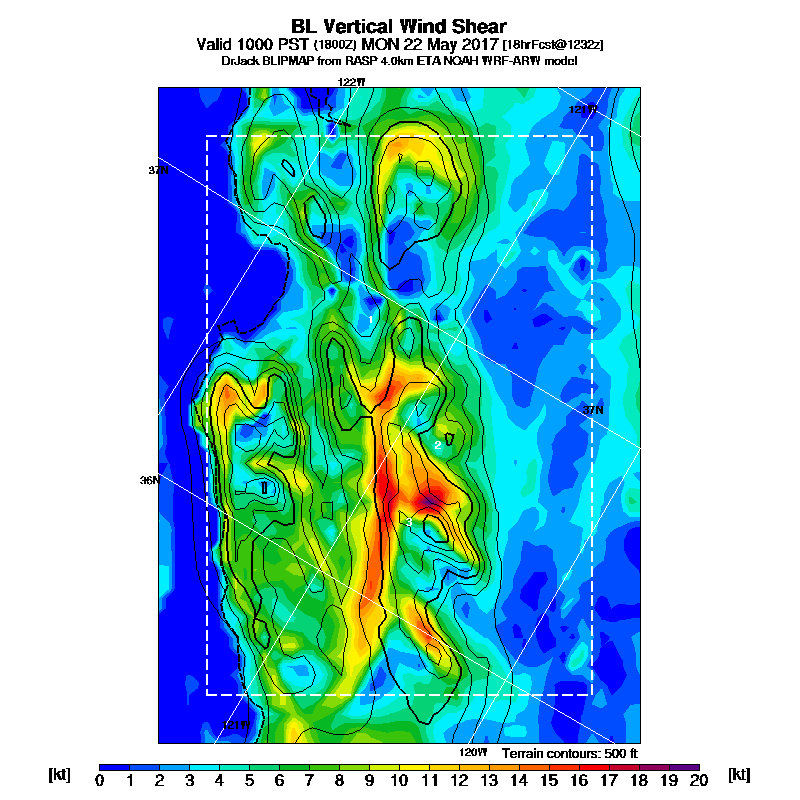 BL Vertical Wind Shear
Valid 1000 PST (1800Z) MON 22 May 2017 [18hrFcst@1232z]
DrJack BLIPMAP from RASP 4.0km ETA NOAH WRF-ARW model
122W
121W
37N
1
37N
2
36N
3
121W
120W Terrain contours: 500 ft
[kt] 0 1 2 3 4 5 6 7 8 9 10 11 12 13 14 15 16 17 18 19 20 [kt]